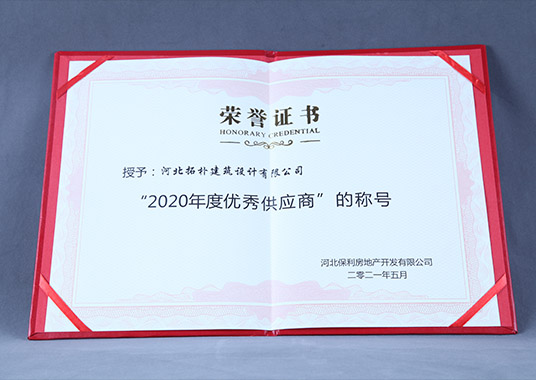 荣誉证书
HONORARY CREDENTIAL
授予：河北拓朴建筑设计有限公司
“2020年度优秀供应商”的称号
河北保利房地产开发有限公司
二零二一年五月